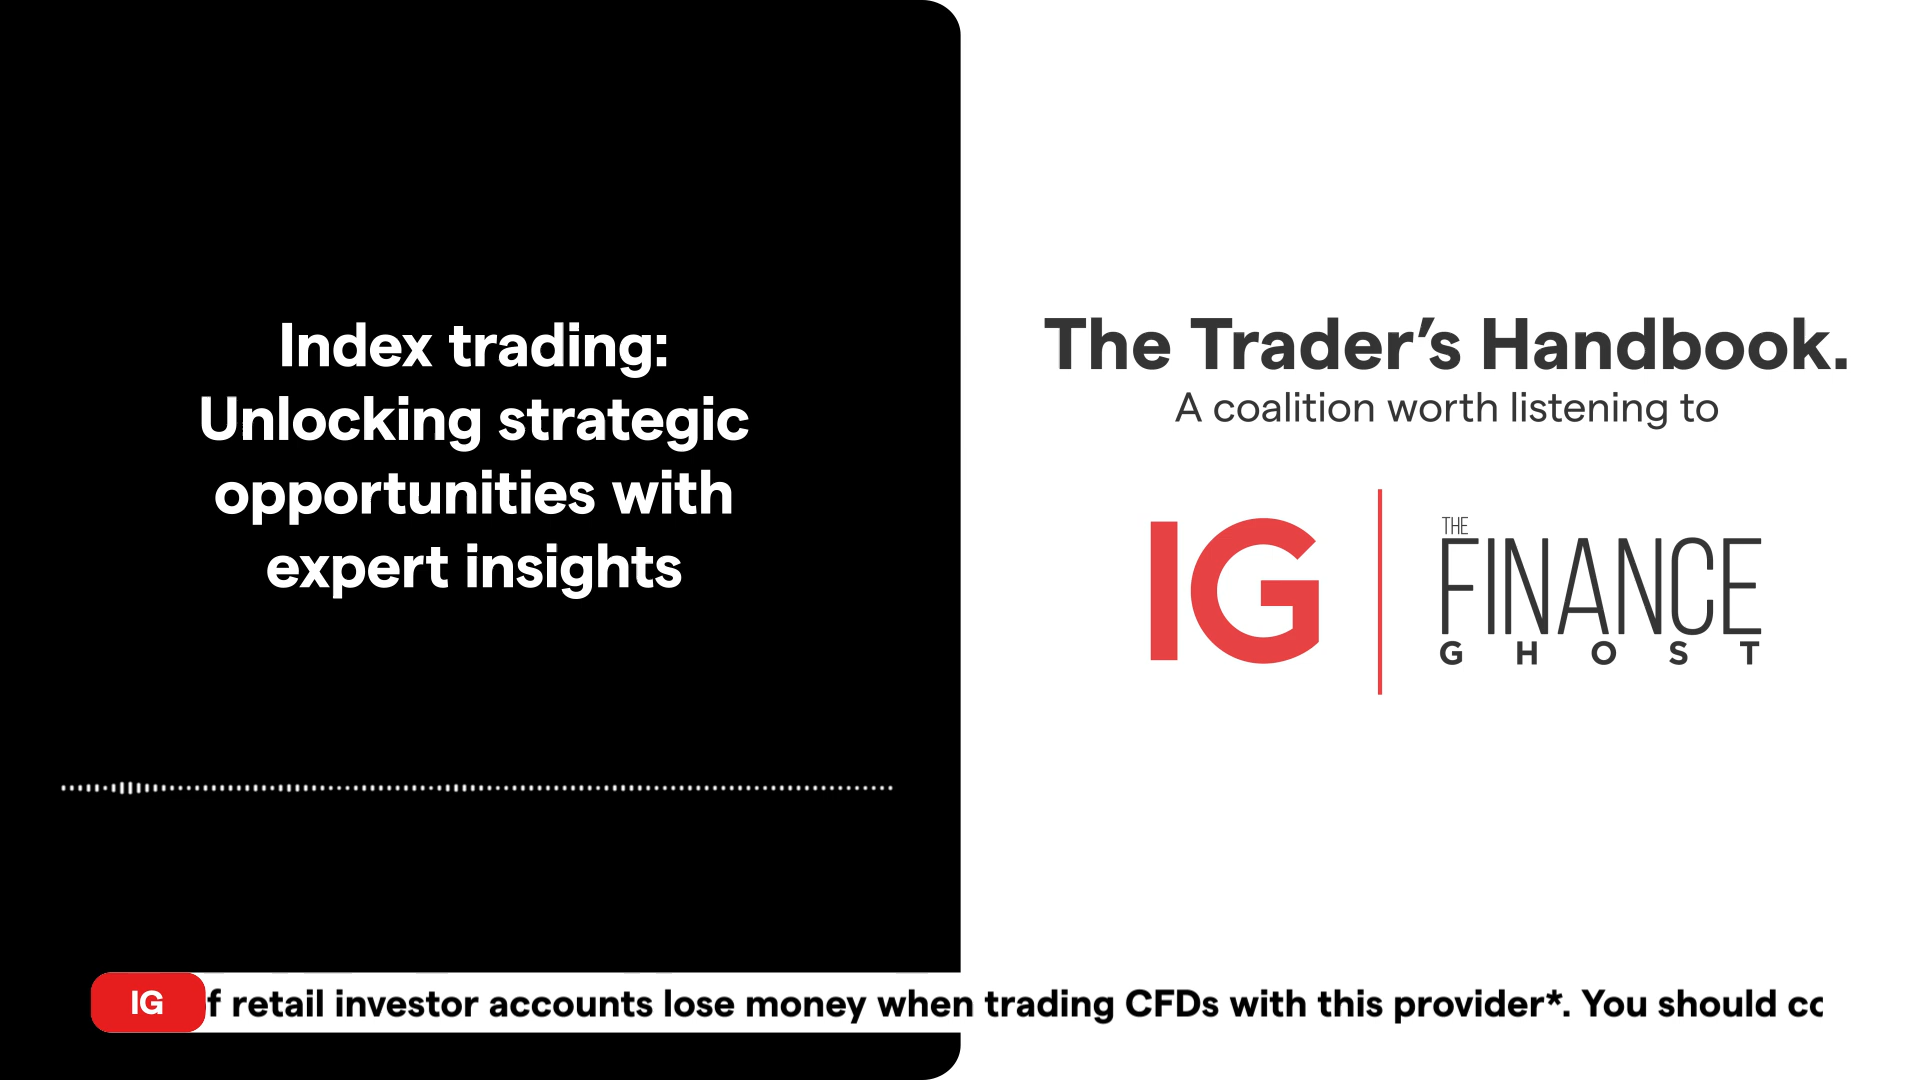 Index trading:
Unlocking strategic
opportunities with
expert insights
The Trader’s Handbook.
A coalition worth listening to
IG
THE
FINANCE
GHOST
IG
f retail investor accounts lose money when trading CFDs with this provider*. You should